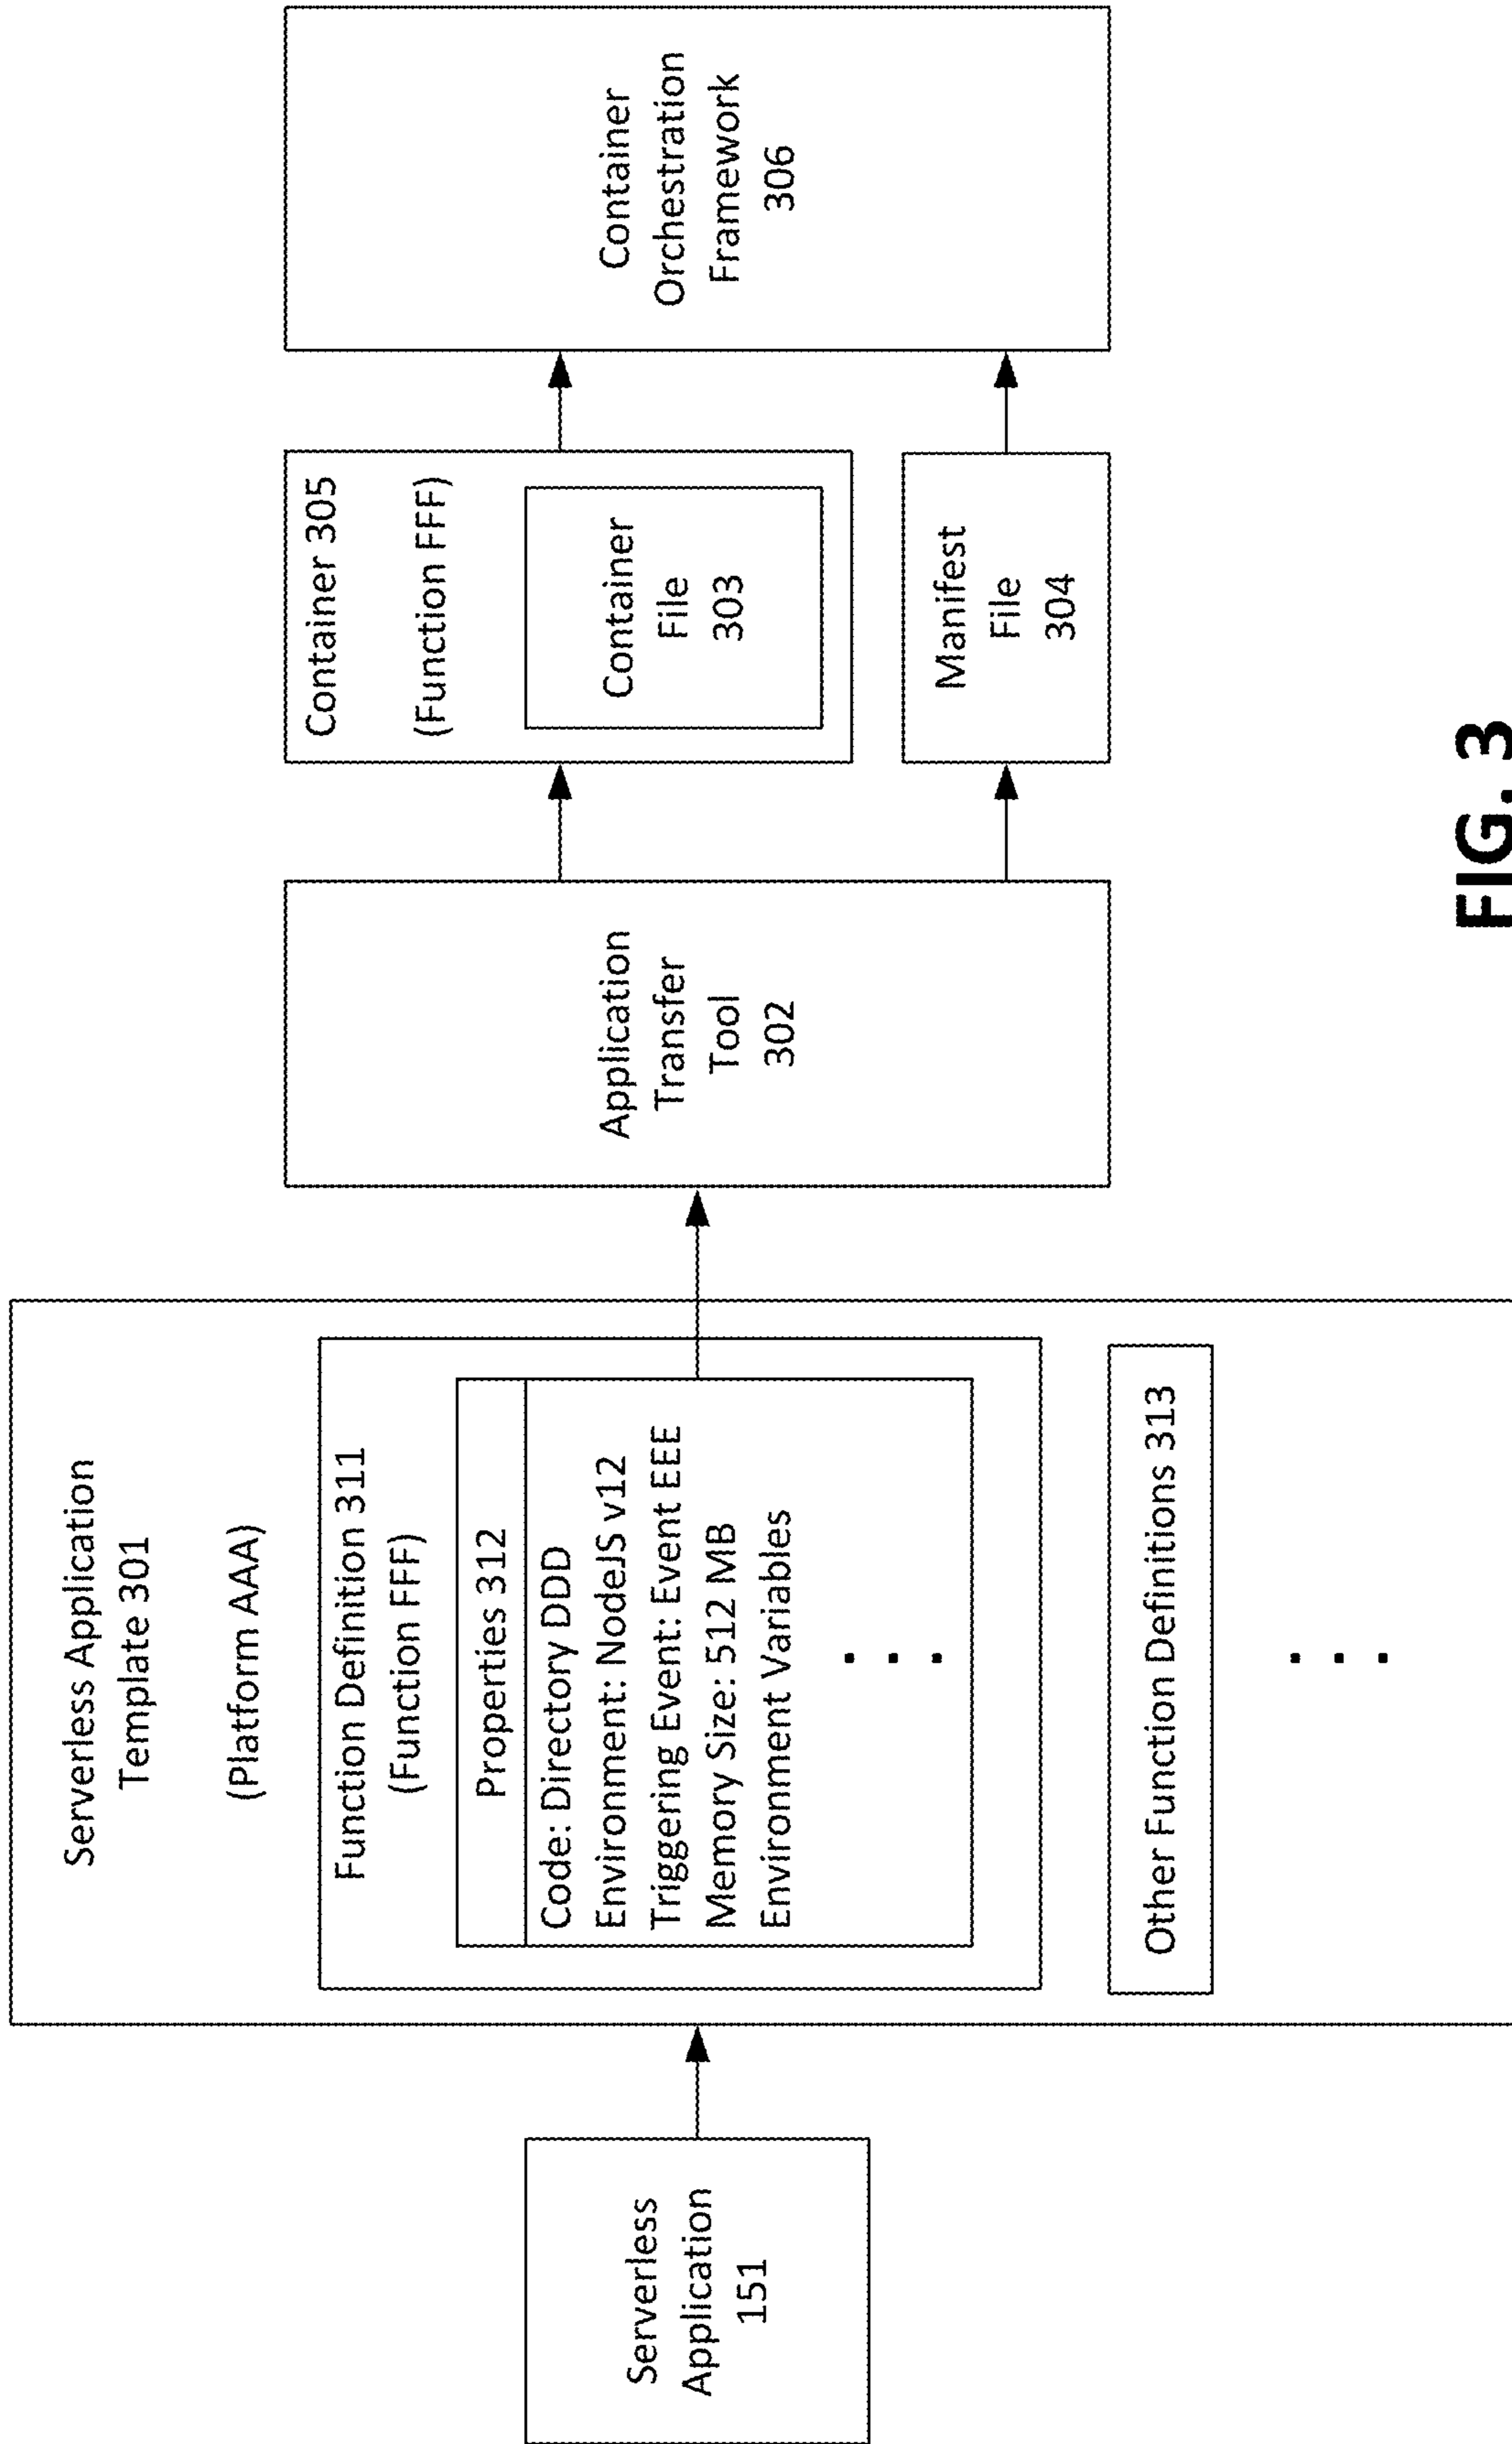 Serverless
Application
151
Serverless Application
Template 301
(Platform AAA)
Function Definition 311
(Function FFF)
Properties 312
Code: Directory DDD
Environment: NodeJS v12
Triggering Event: Event EEE
Memory Size: 512 MB
Environment Variables
Other Function Definitions 313
Application
Transfer
Tool
302
Container 305
(Function FFF)
Container
File
303
Manifest
File
304
Container
Orchestration
Framework
306
FIG. 3